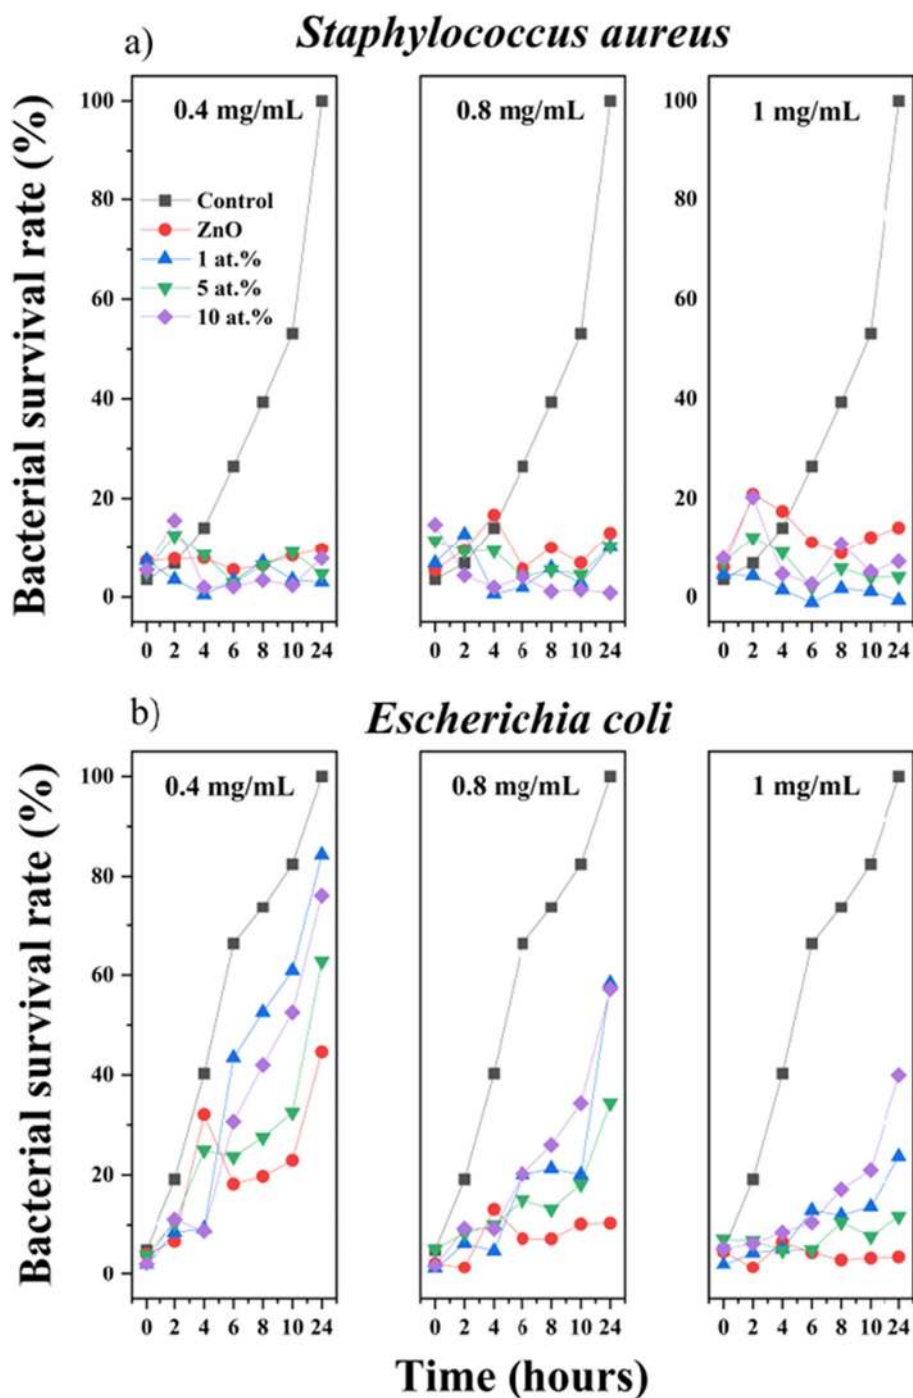 a) Staphylococcus aureus
Bacterial survival rate (%)
0.4 mg/mL 0.8 mg/mL 1 mg/mL
100 100
80 80
60 60
40 40
20 20
0 0
Control
ZnO
1 at.%
5 at.%
10 at.%
0 2 4 6 8 10 24 0 2 4 6 8 10 24 0 2 4 6 8 10 24
b) Escherichia coli
Bacterial survival rate (%)
0.4 mg/mL 0.8 mg/mL 1 mg/mL
100
80
60
40
20
0
0 2 4 6 8 10 24 0 2 4 6 8 10 24 0 2 4 6 8 10 24
Time (hours)